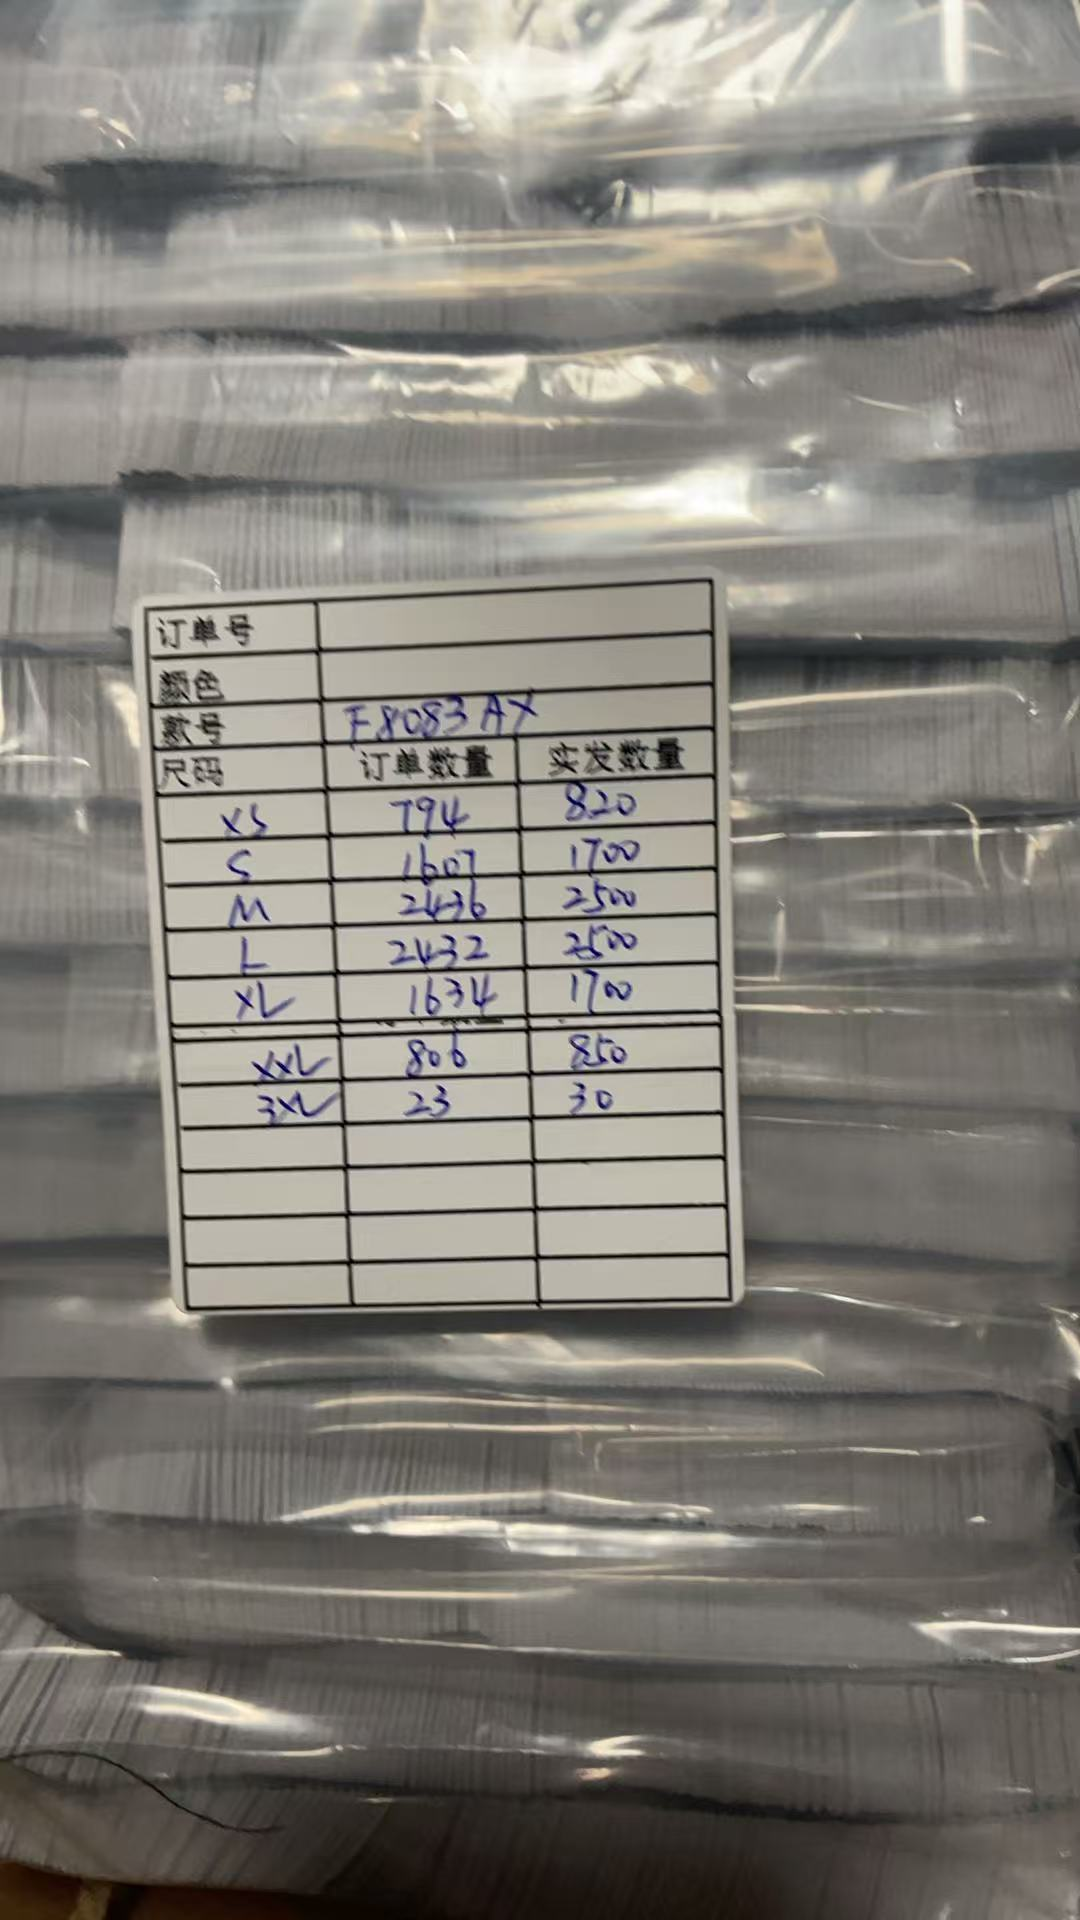 订单号
颜色
款号 F8083AX
尺码 订单数量 实发数量
XS 794 820
S 1607 1700
M 2436 2500
L 2432 2500
XL 1634 1700
XXL 806 850
3XL 23 30